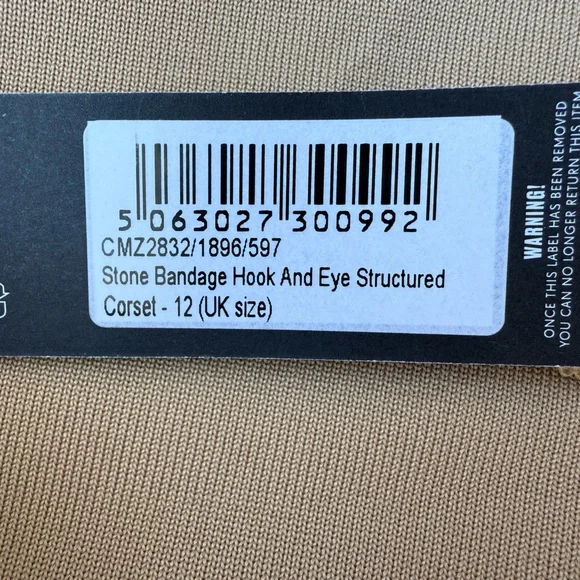 5 063027 300992
CMZ2832/1896/597
Stone Bandage Hook And Eye Structured
Corset - 12 (UK size)
WARNING!
ONCE THIS LABEL HAS BEEN REMOVED
YOU CAN NO LONGER RETURN THIS ITEM